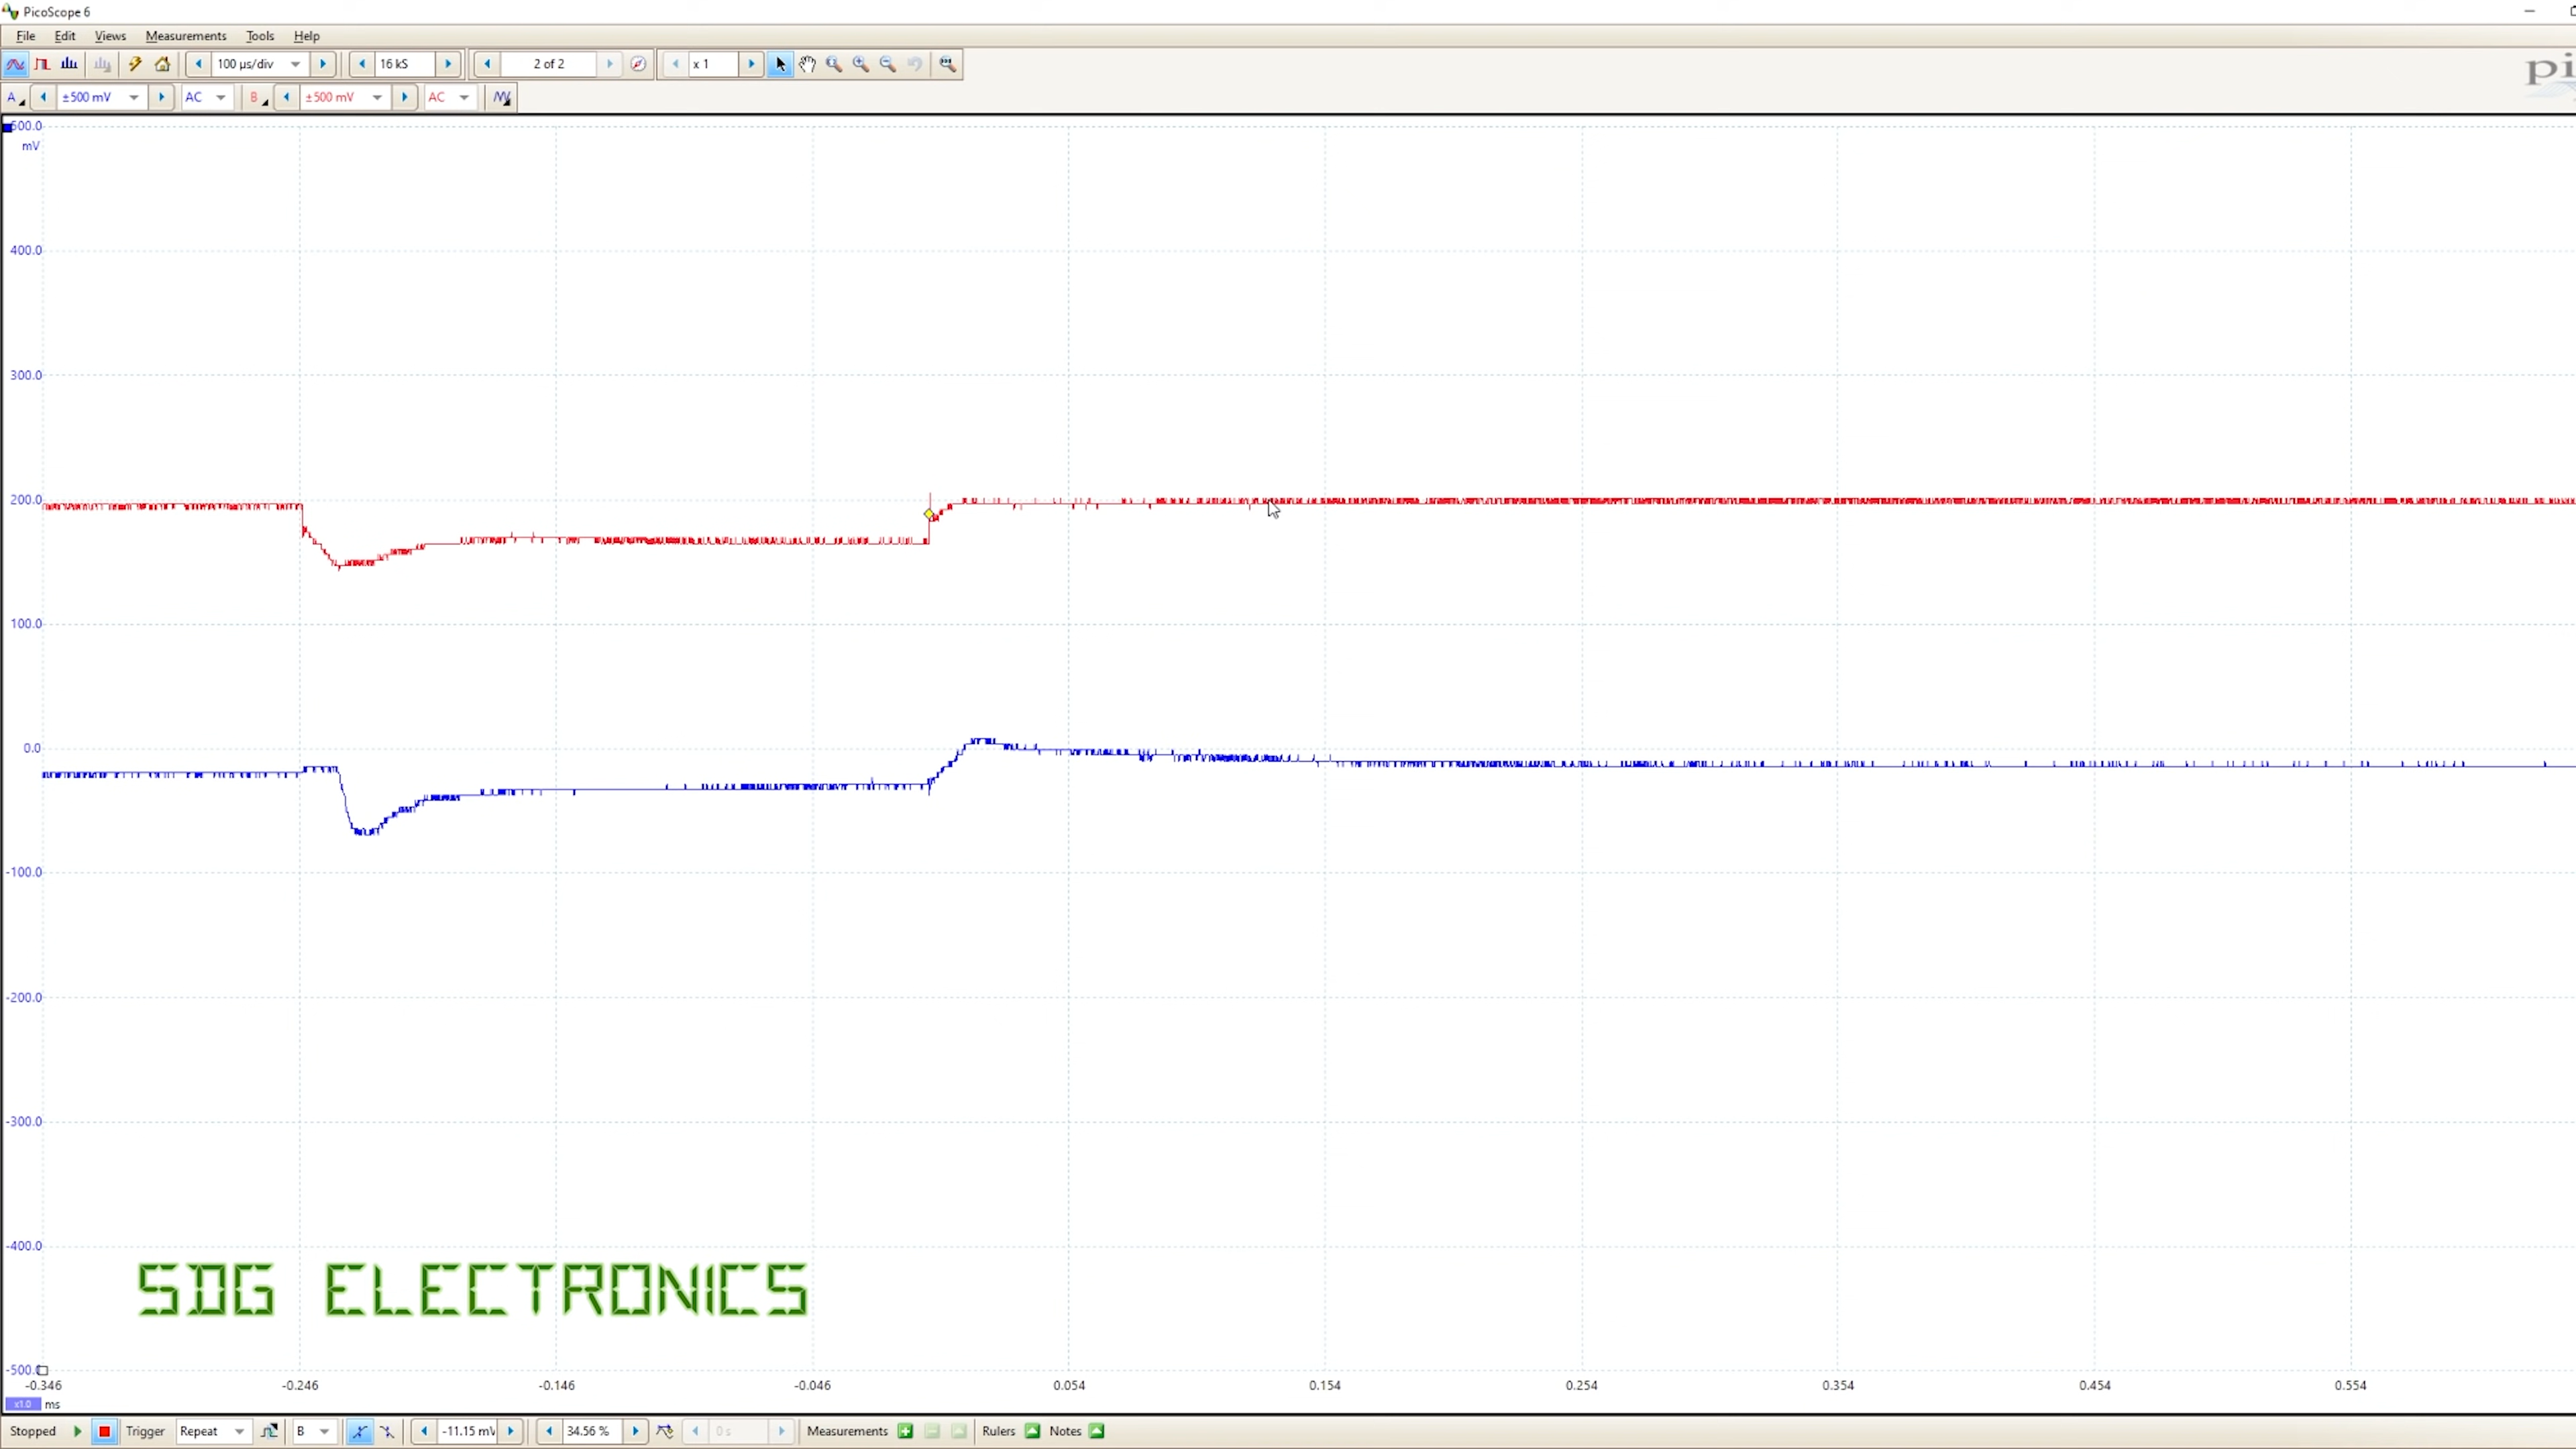 PicoScope 6
File Edit Views Measurements Tools Help
100 µs/div 16 kS 2 of 2 x 1
A ±500 mV AC B ±500 mV AC
500.0
mV
400.0
300.0
200.0
100.0
0.0
-100.0
-200.0
-300.0
-400.0
SDG ELECTRONICS
-500.0
-0.346 -0.246 -0.146 -0.046 0.054 0.154 0.254 0.354 0.454 0.554
x1.0 ms
Stopped Trigger Repeat B -11.15 mV 34.56 % 0 s Measurements Rulers Notes